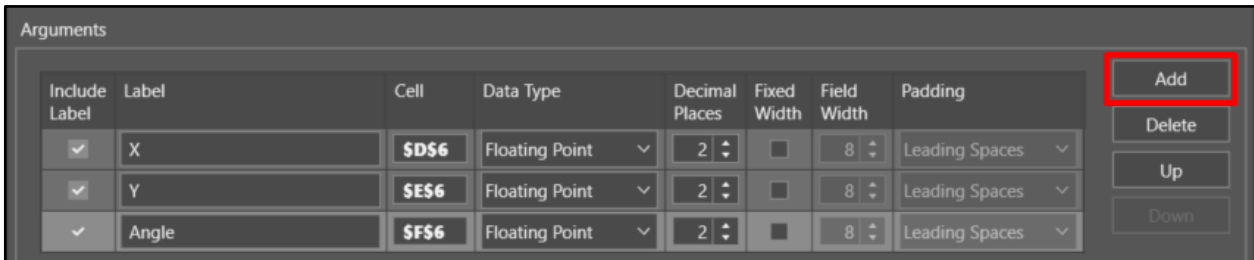 Arguments
Include Label Label Cell Data Type Decimal Places Fixed Width Field Width Padding
X $D$6 Floating Point 2 8 Leading Spaces
Y $E$6 Floating Point 2 8 Leading Spaces
Angle $F$6 Floating Point 2 8 Leading Spaces
Add
Delete
Up
Down